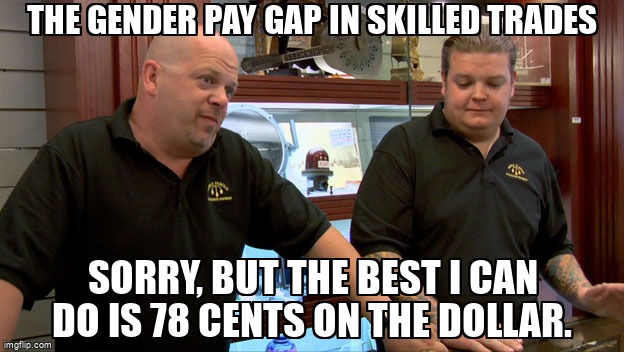 THE GENDER PAY GAP IN SKILLED TRADES
SORRY, BUT THE BEST I CAN
DO IS 78 CENTS ON THE DOLLAR.
imgflip.com